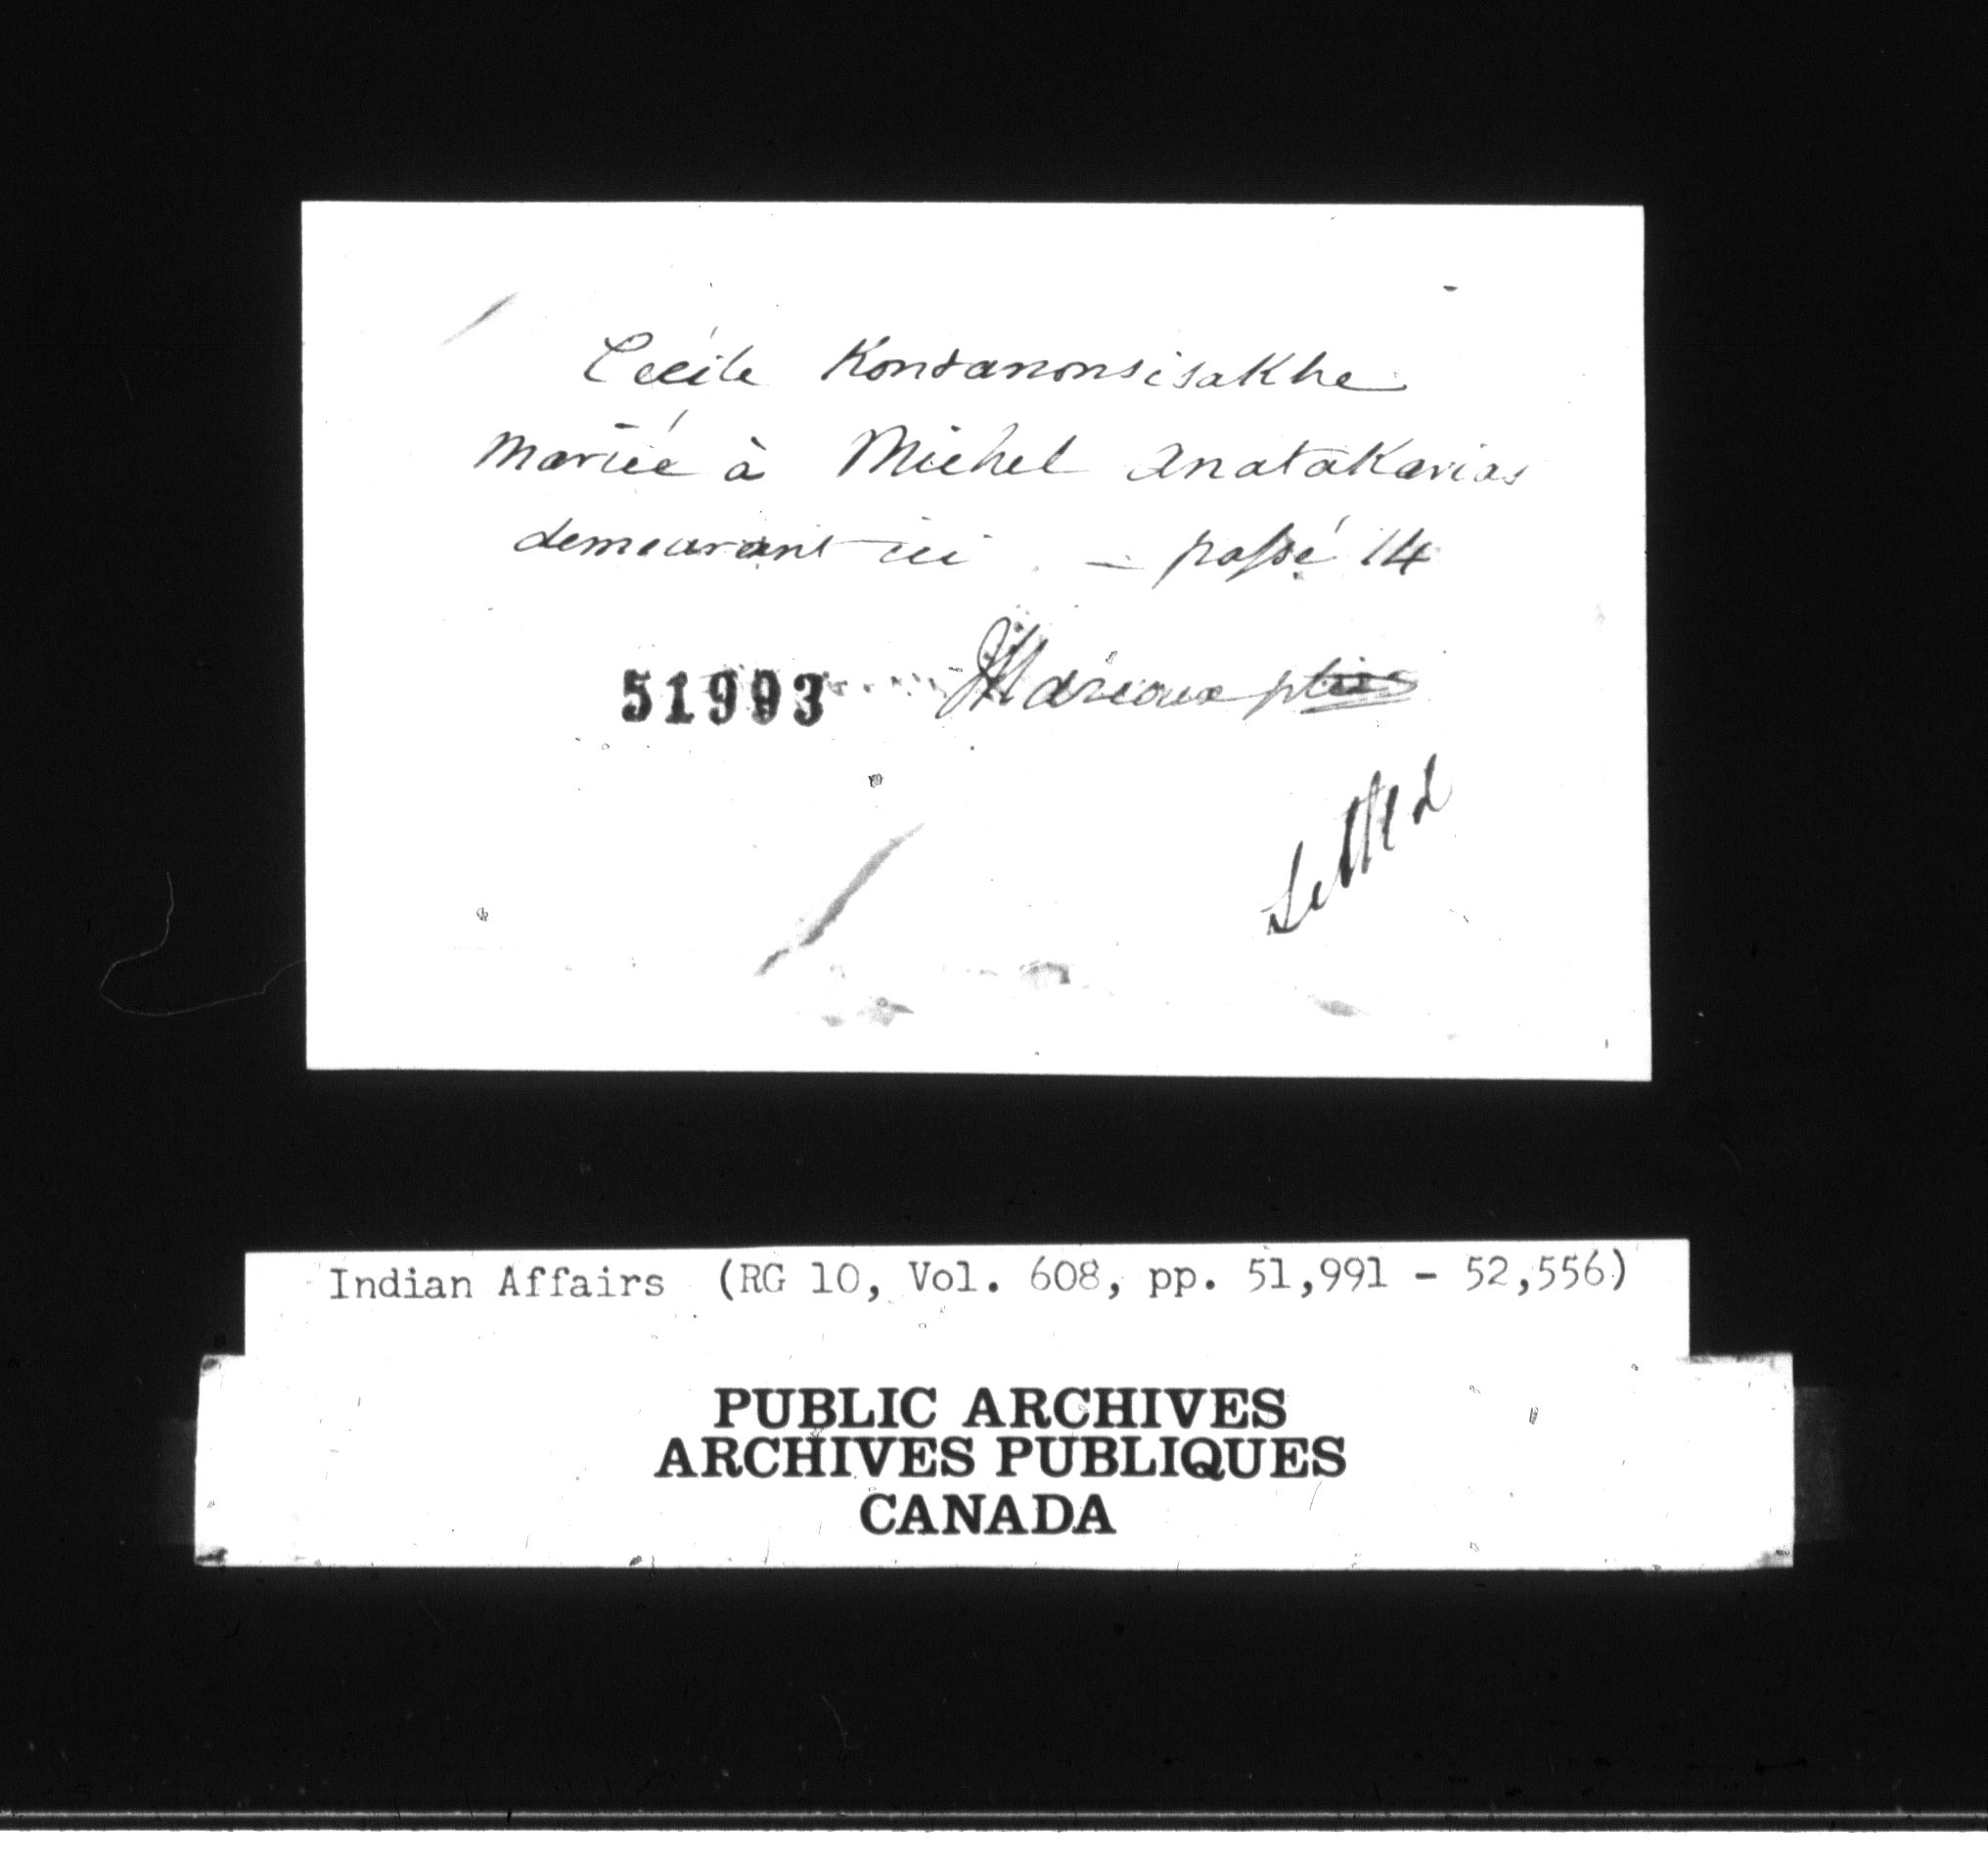 Cécile Konsanonsisakhe
Mariée à Michel Anatakarias
demeurant ici - passé 14
51993 Marcoux ptre
Settled
Indian Affairs (RG 10, Vol. 608, pp. 51,991 - 52,556)
PUBLIC ARCHIVES
ARCHIVES PUBLIQUES
CANADA